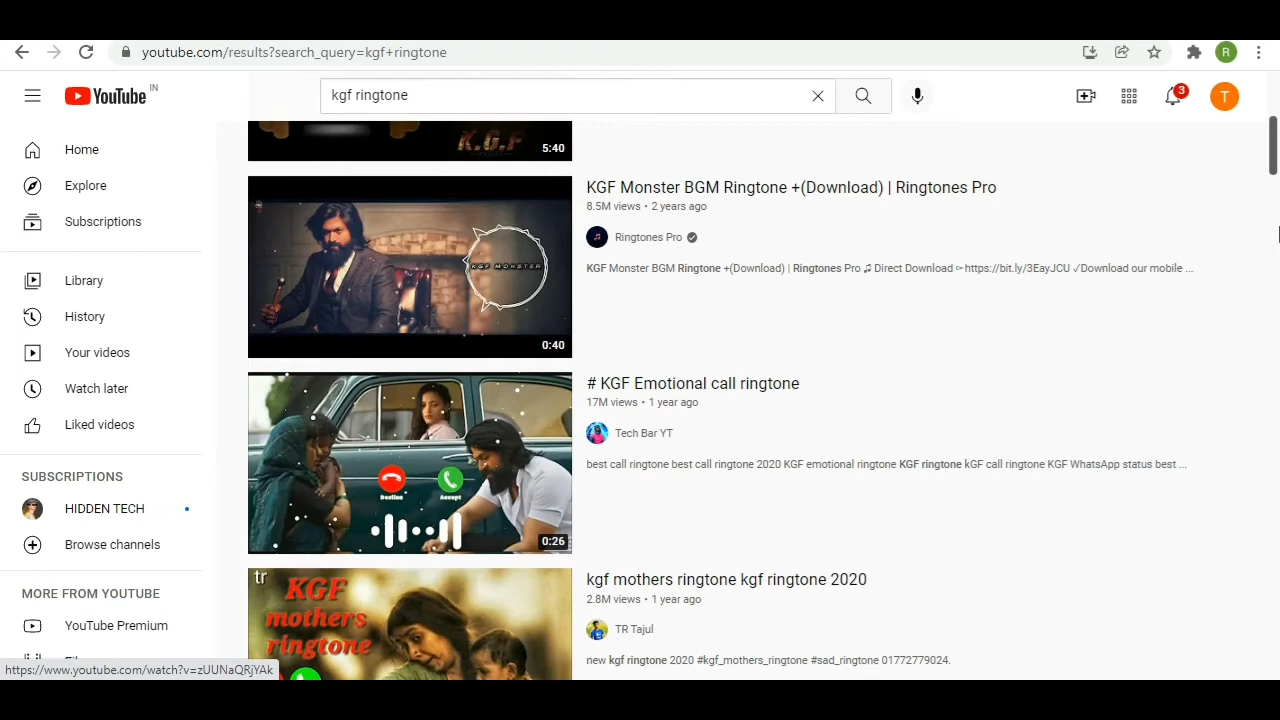 youtube.com/results?search_query=kgf+ringtone
R
YouTube IN
kgf ringtone
3
T
Home
Explore
Subscriptions
Library
History
Your videos
Watch later
Liked videos
SUBSCRIPTIONS
HIDDEN TECH
Browse channels
MORE FROM YOUTUBE
YouTube Premium
https://www.youtube.com/watch?v=zUUNaQRjYAk
K.G.F
5:40
KGF MONSTER
0:40
KGF Monster BGM Ringtone +(Download) | Ringtones Pro
8.5M views • 2 years ago
Ringtones Pro
KGF Monster BGM Ringtone +(Download) | Ringtones Pro ♫ Direct Download ➳https://bit.ly/3EayJCU ✓Download our mobile ...
Decline
Accept
0:26
# KGF Emotional call ringtone
17M views • 1 year ago
Tech Bar YT
best call ringtone best call ringtone 2020 KGF emotional ringtone KGF ringtone kGF call ringtone KGF WhatsApp status best ...
tr
KGF
mothers
ringtone
kgf mothers ringtone kgf ringtone 2020
2.8M views • 1 year ago
TR Tajul
new kgf ringtone 2020 #kgf_mothers_ringtone #sad_ringtone 01772779024.